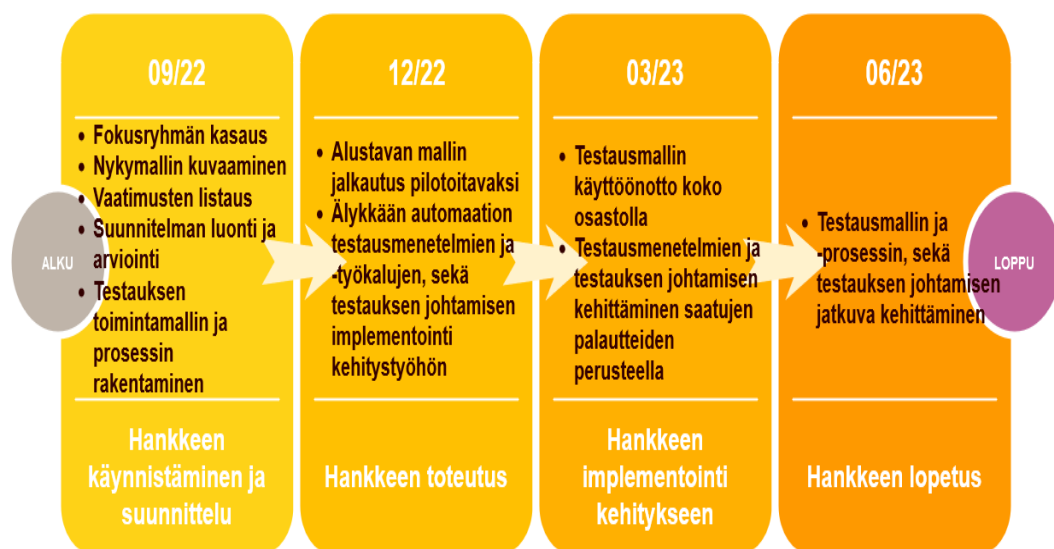 ALKU
09/22
• Fokusryhmän kasaus
• Nykymallin kuvaaminen
• Vaatimusten listaus
• Suunnitelman luonti ja
arviointi
• Testauksen
toimintamallin ja
prosessin
rakentaminen
Hankkeen
käynnistäminen ja
suunnittelu
12/22
• Alustavan mallin
jalkautus pilotoitavaksi
• Älykkään automaation
testausmenetelmien ja
-työkalujen, sekä
testauksen johtamisen
implementointi
kehitystyöhön
Hankkeen toteutus
03/23
• Testausmallin
käyttöönotto koko
osastolla
• Testausmenetelmien ja
testauksen johtamisen
kehittäminen saatujen
palautteiden
perusteella
Hankkeen
implementointi
kehitykseen
06/23
• Testausmallin ja
-prosessin, sekä
testauksen johtamisen
jatkuva kehittäminen
Hankkeen lopetus
LOPPU